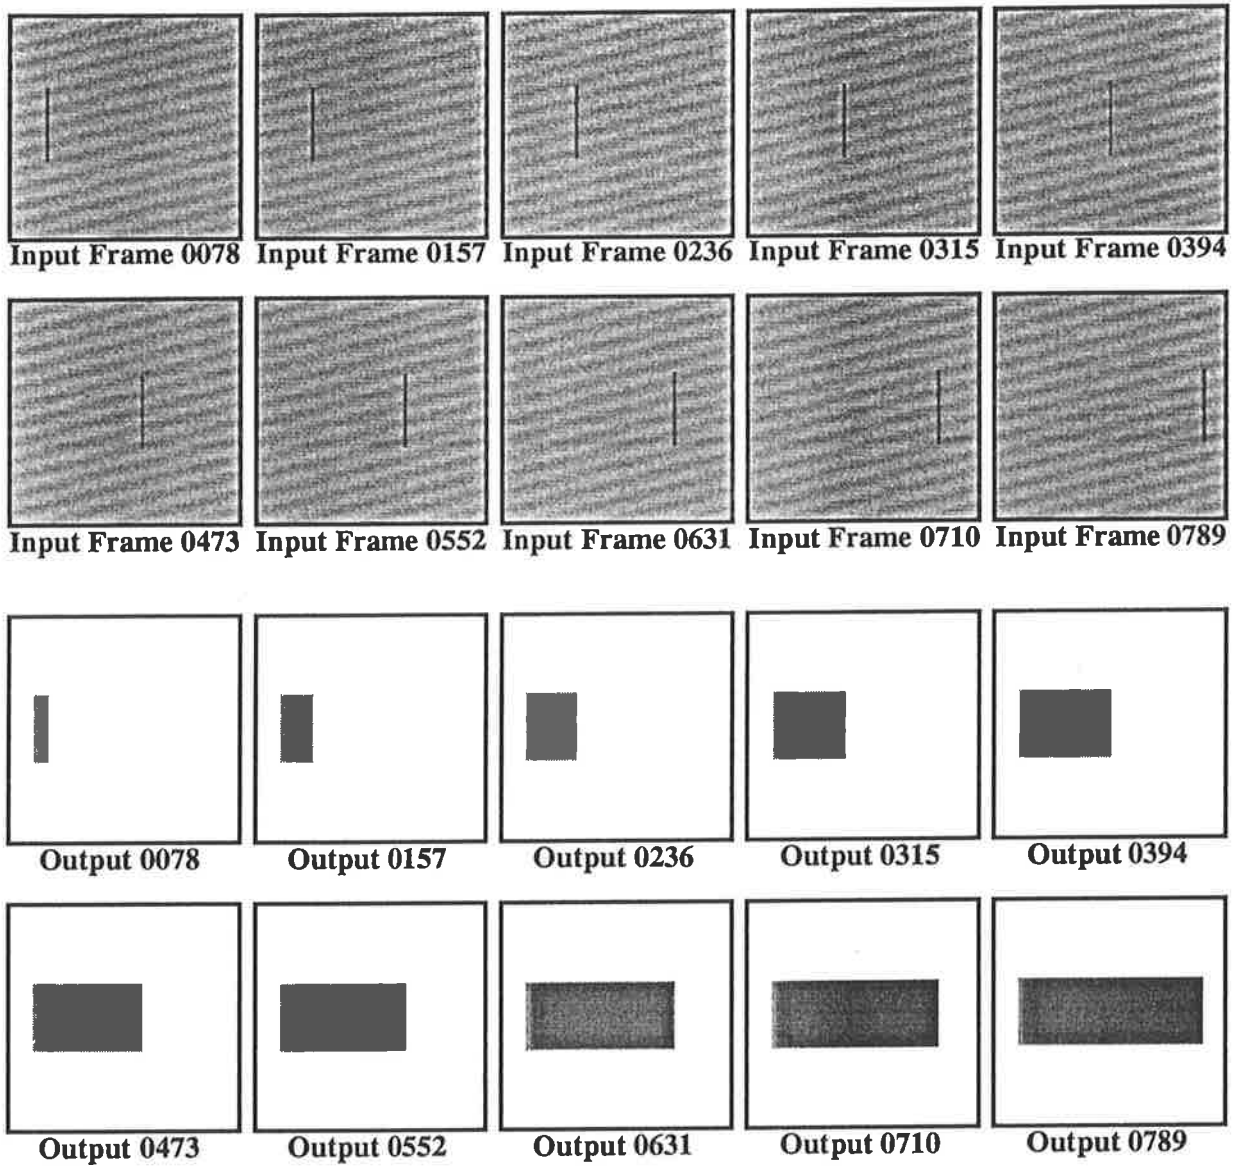 Input Frame 0078 Input Frame 0157 Input Frame 0236 Input Frame 0315 Input Frame 0394
Input Frame 0473 Input Frame 0552 Input Frame 0631 Input Frame 0710 Input Frame 0789
Output 0078 Output 0157 Output 0236 Output 0315 Output 0394
Output 0473 Output 0552 Output 0631 Output 0710 Output 0789